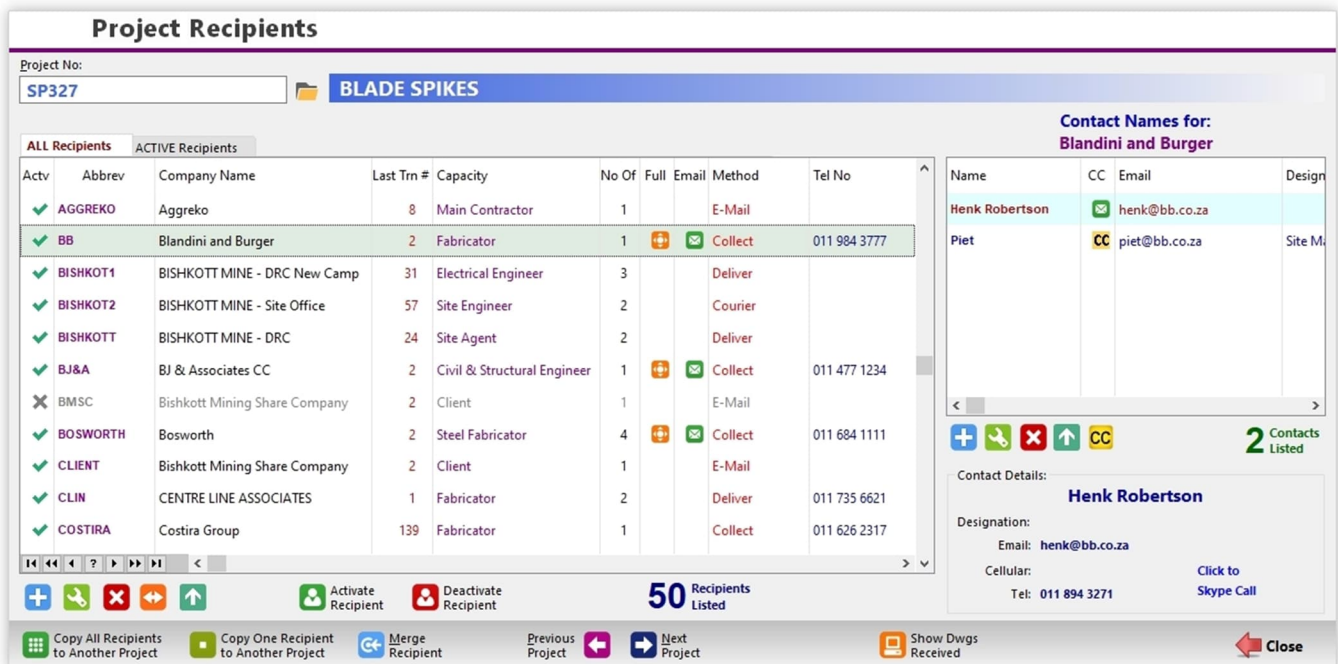 Project Recipients
Project No:
SP327
BLADE SPIKES
Contact Names for:
Blandini and Burger
ALL Recipients ACTIVE Recipients
Actv Abbrev Company Name Last Trn # Capacity No Of Full Email Method Tel No
AGGREKO Aggreko 8 Main Contractor 1 E-Mail
BB Blandini and Burger 2 Fabricator 1 Collect 011 984 3777
BISHKOT1 BISHKOTT MINE - DRC New Camp 31 Electrical Engineer 3 Deliver
BISHKOT2 BISHKOTT MINE - Site Office 57 Site Engineer 2 Courier
BISHKOTT BISHKOTT MINE - DRC 24 Site Agent 2 Deliver
BJ&A BJ & Associates CC 2 Civil & Structural Engineer 1 Collect 011 477 1234
BMSC Bishkott Mining Share Company 2 Client 1 E-Mail
BOSWORTH Bosworth 2 Steel Fabricator 4 Collect 011 684 1111
CLIENT Bishkott Mining Share Company 2 Client 1 E-Mail
CLIN CENTRE LINE ASSOCIATES 1 Fabricator 2 Deliver 011 735 6621
COSTIRA Costira Group 139 Fabricator 1 Collect 011 626 2317
?
Name CC Email Design
Henk Robertson henk@bb.co.za
Piet CC piet@bb.co.za Site Ma
CC
2 Contacts
Listed
Contact Details:
Henk Robertson
Designation:
Email: henk@bb.co.za
Cellular:
Tel: 011 894 3271
Click to
Skype Call
Activate
Recipient
Deactivate
Recipient
50 Recipients
Listed
Copy All Recipients
to Another Project
Copy One Recipient
to Another Project
Merge
Recipient
Previous
Project
Next
Project
Show Dwgs
Received
Close